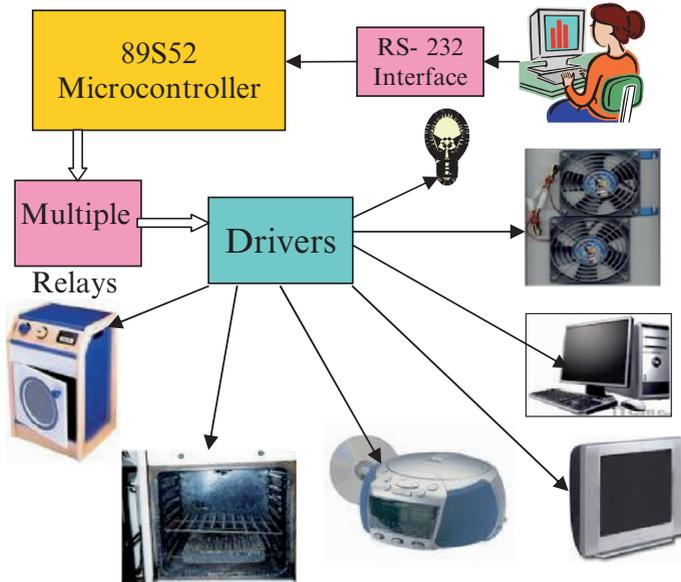 89S52
Microcontroller
RS- 232
Interface
Multiple
Relays
Drivers